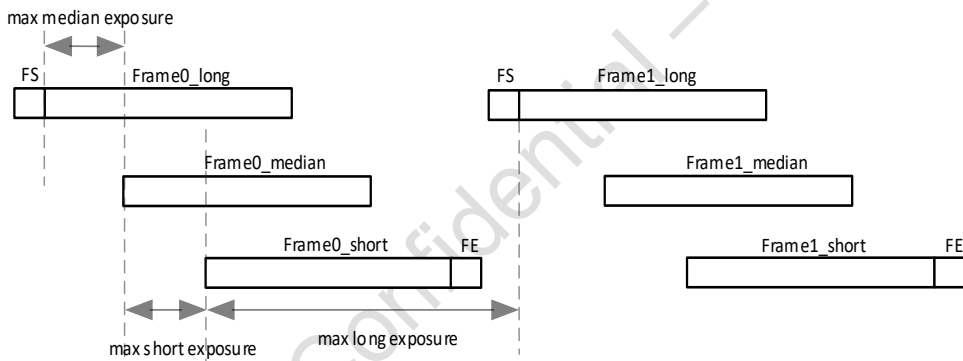 max median exposure
FS Frame0_long FS Frame1_long
Frame0_median Frame1_median
Frame0_short FE Frame1_short FE
max short exposure max long exposure
Confidential –